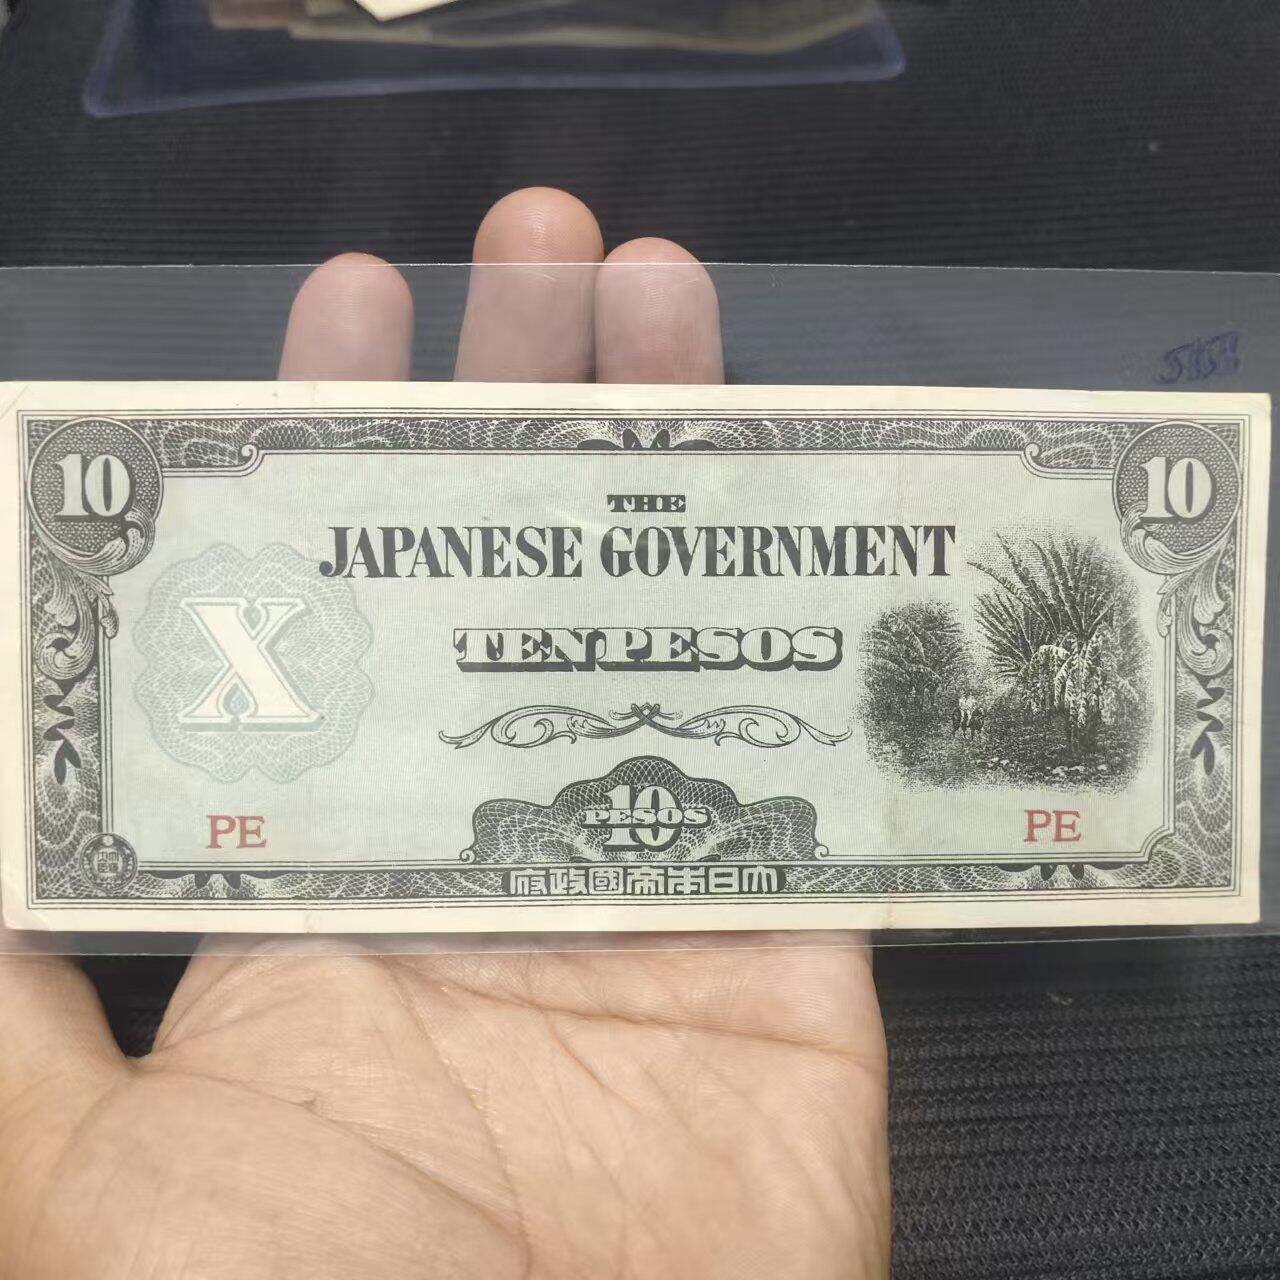 10
10
THE
JAPANESE GOVERNMENT
X
TEN PESOS
10
PESOS
PE
PE
府政國帝本日大